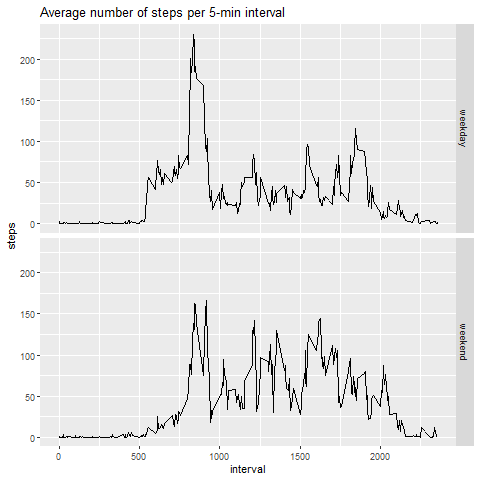 Average number of steps per 5-min interval
200
150
100
50
0
weekday
steps
200
150
100
50
0
weekend
0 500 1000 1500 2000
interval